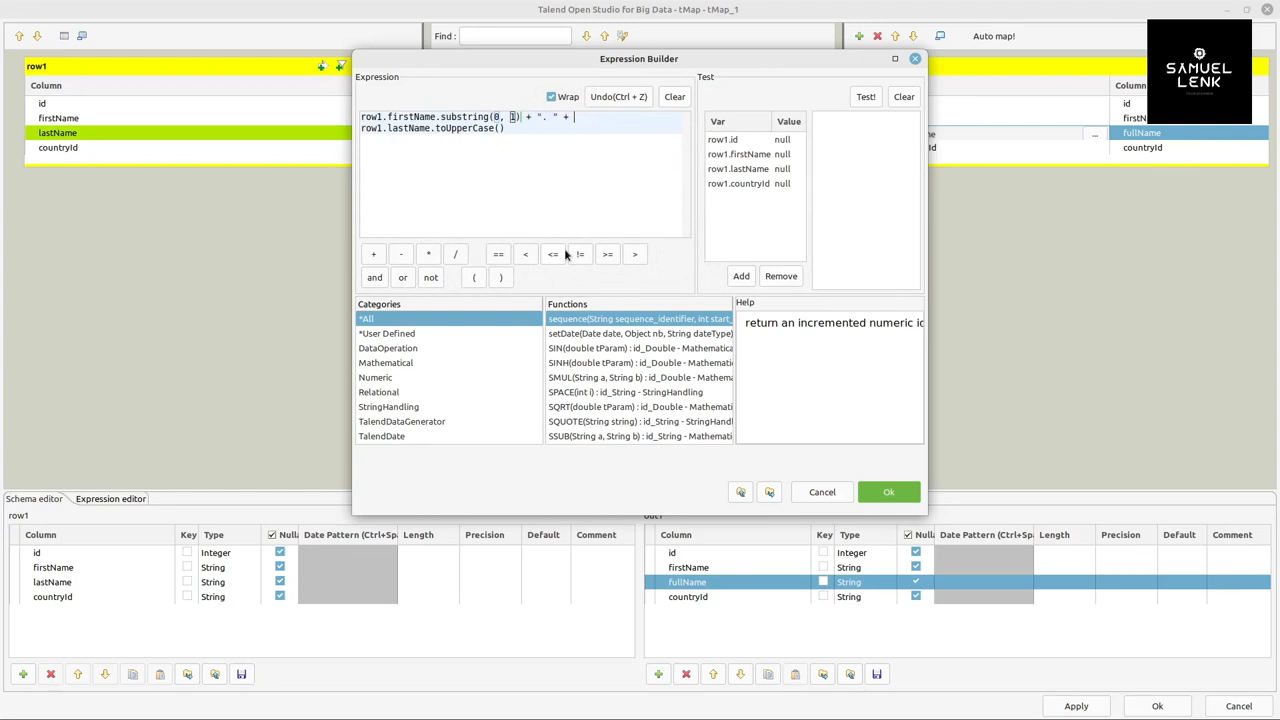 Talend Open Studio for Big Data - tMap - tMap_1
Find :
Auto map!
SAMUEL
LENK
row1
Column
id
firstName
lastName
countryId
Column
id
fullName
countryId
Expression Builder
Expression
Wrap
Undo(Ctrl + Z)
Clear
row1.firstName.substring(0, 1) + ". " +
row1.lastName.toUpperCase()
+ - * / == < <= != >= >
and or not ( )
Test
Test!
Clear
Var Value
row1.id null
row1.firstName null
row1.lastName null
row1.countryId null
Add
Remove
...
Categories
*All
*User Defined
DataOperation
Mathematical
Numeric
Relational
StringHandling
TalendDataGenerator
TalendDate
Functions
sequence(String sequence_identifier, int start_
setDate(Date date, Object nb, String dateType)
SIN(double tParam) : id_Double - Mathematica
SINH(double tParam) : id_Double - Mathemati
SMUL(String a, String b) : id_Double - Mathema
SPACE(int i) : id_String - StringHandling
SQRT(double tParam) : id_Double - Mathemati
SQUOTE(String string) : id_String - StringHandl
SSUB(String a, String b) : id_String - Mathematic
Help
return an incremented numeric id
Cancel
Ok
Schema editor
Expression editor
row1
Column Key Type Nulla Date Pattern (Ctrl+Spa Length Precision Default Comment
id Integer
firstName String
lastName String
countryId String
out1
Column Key Type Nulla Date Pattern (Ctrl+Spa Length Precision Default Comment
id Integer
firstName String
fullName String
countryId String
Apply
Ok
Cancel